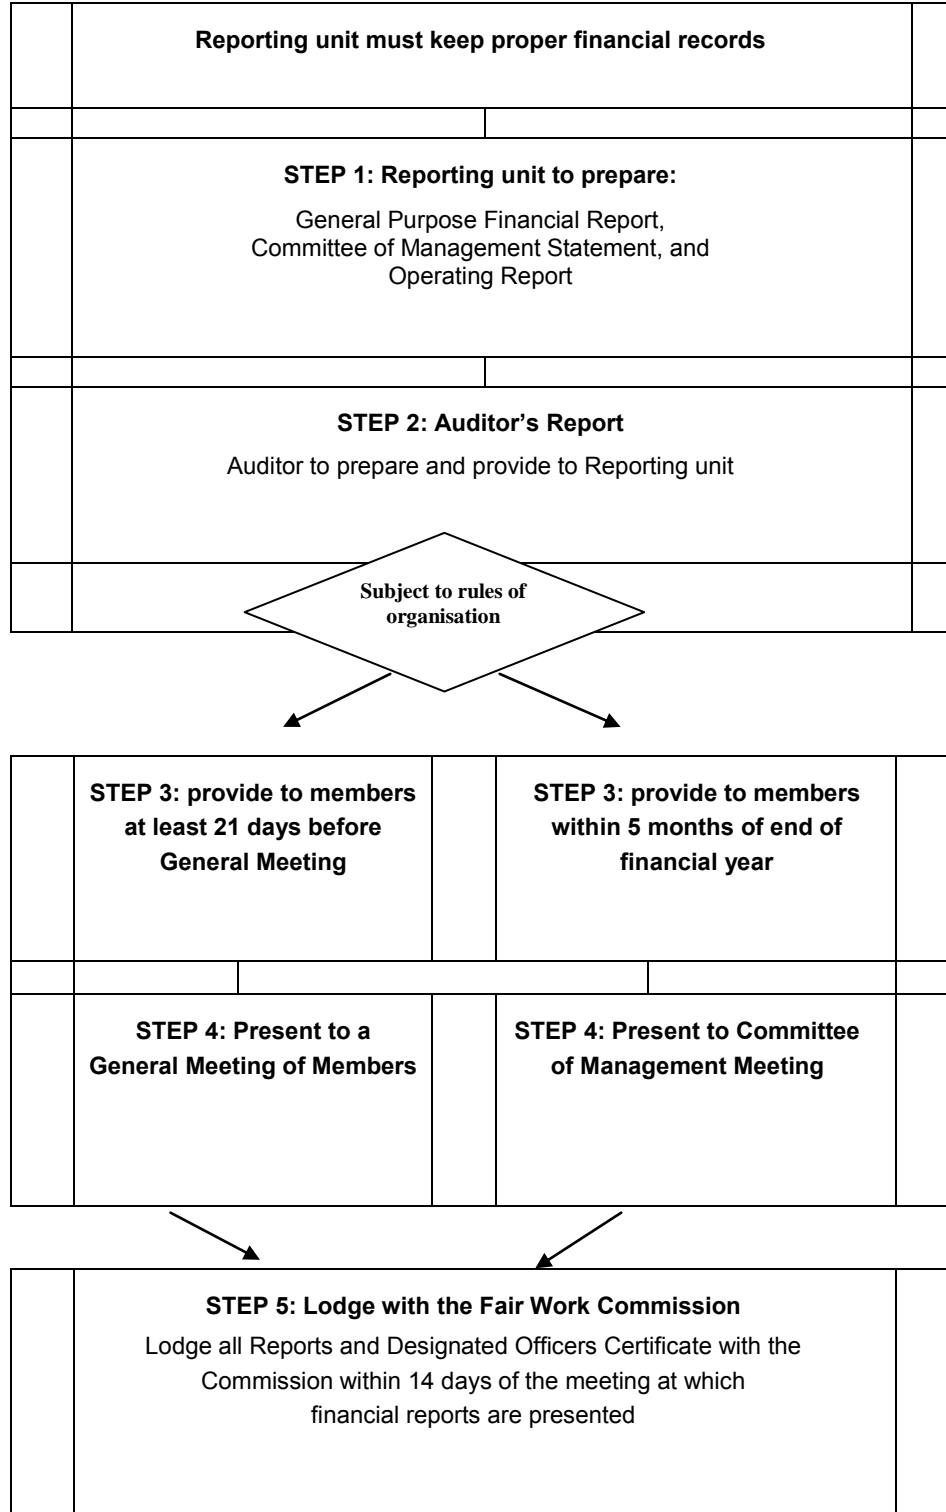 Reporting unit must keep proper financial records
STEP 1: Reporting unit to prepare:
General Purpose Financial Report,
Committee of Management Statement, and
Operating Report
STEP 2: Auditor’s Report
Auditor to prepare and provide to Reporting unit
Subject to rules of
organisation
STEP 3: provide to members
at least 21 days before
General Meeting
STEP 3: provide to members
within 5 months of end of
financial year
STEP 4: Present to a
General Meeting of Members
STEP 4: Present to Committee
of Management Meeting
STEP 5: Lodge with the Fair Work Commission
Lodge all Reports and Designated Officers Certificate with the
Commission within 14 days of the meeting at which
financial reports are presented